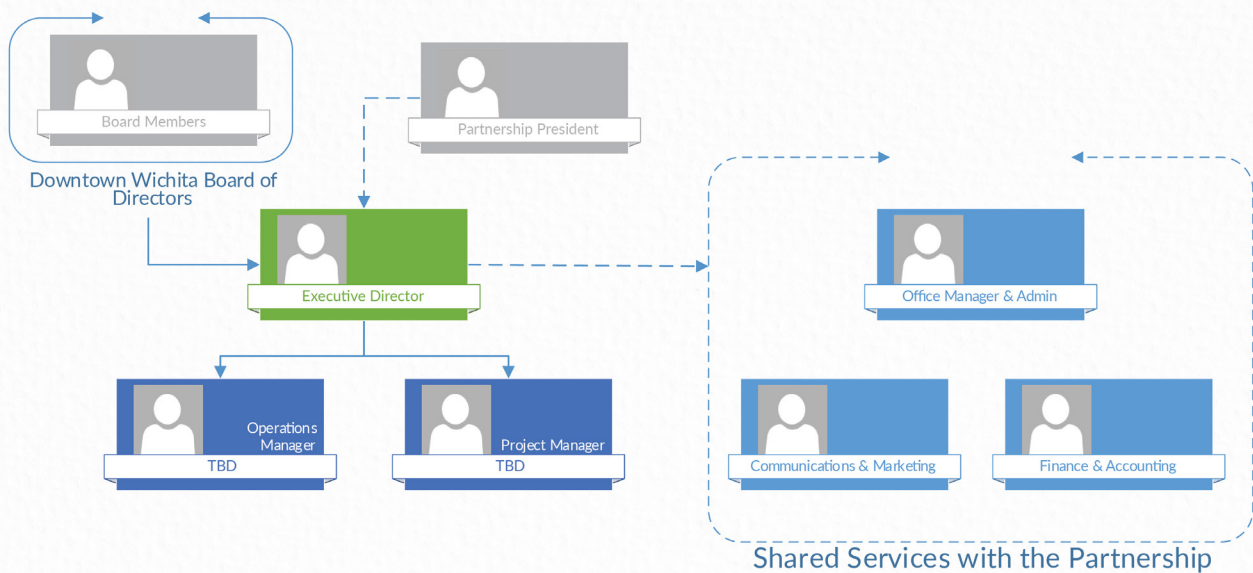 Board Members
Partnership President
Downtown Wichita Board of
Directors
Executive Director
Office Manager & Admin
Operations
Manager
TBD
Project Manager
TBD
Communications & Marketing
Finance & Accounting
Shared Services with the Partnership